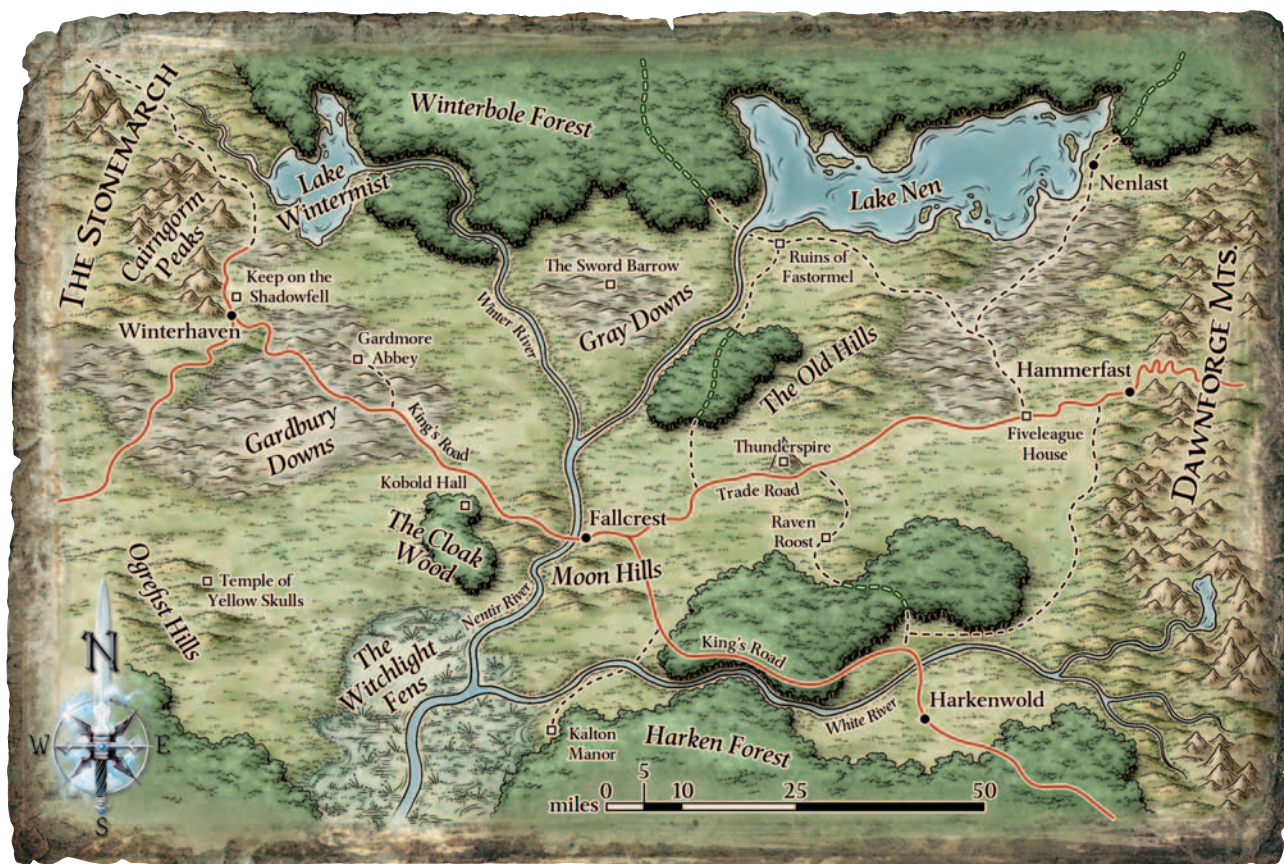 THE STONEMARCH
Winterbole Forest
Lake
Wintermist
Cairngorm
Peaks
Lake Nen
Nenlast
Keep on the
Shadowfell
Winterhaven
The Sword Barrow
Gray Downs
Ruins of
Fastormel
DAWNFORGE MTS.
Winter River
Gardmore
Abbey
The Old Hills
Hammerfast
Fiveleague
House
Gardbury
Downs
King's Road
Thunderspire
Trade Road
Kobold Hall
The Cloak
Wood
Fallcrest
Raven
Roost
Moon Hills
Ogrefist Hills
Temple of
Yellow Skulls
Nentir River
The
Witchlight
Fens
King's Road
White River
Harkenwold
Kalton
Manor
Harken Forest
N
W
E
S
miles 0 5 10 25 50